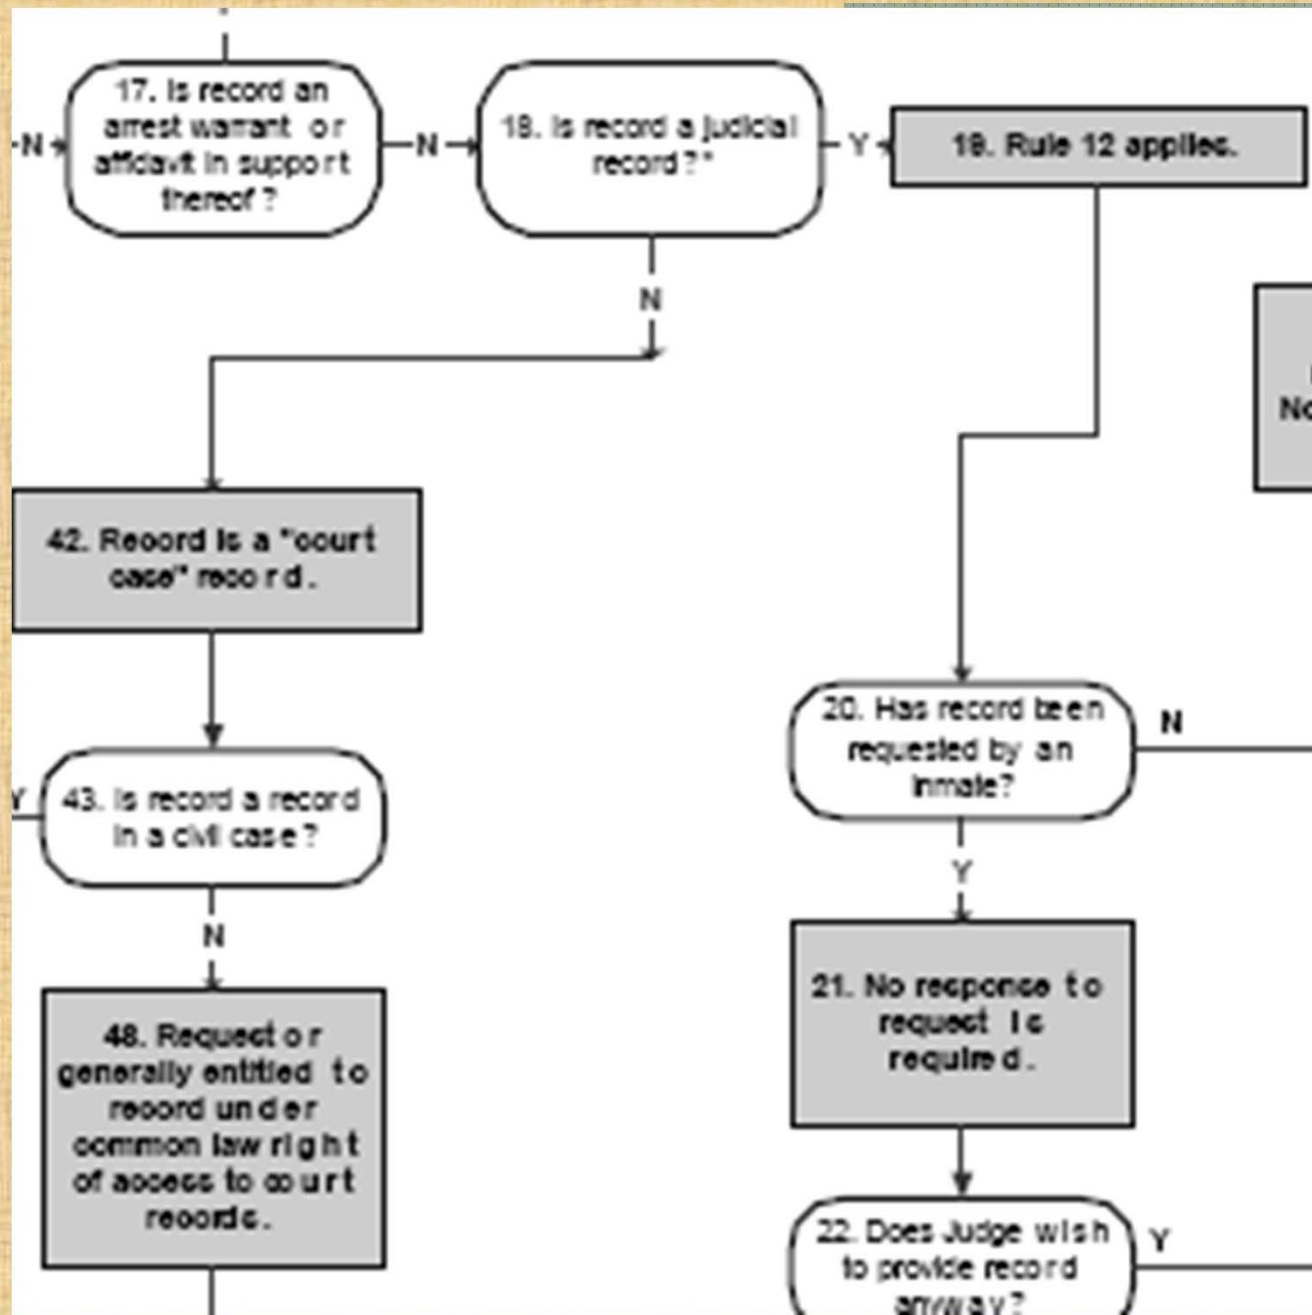 17. Is record an
arrest warrant or
affidavit in support
thereof?
N
N
18. Is record a judicial
record?*
Y
19. Rule 12 applies.
N
No
42. Record is a "court
case" record.
20. Has record been
requested by an
inmate?
N
Y
43. Is record a record
in a civil case?
Y
N
21. No response to
request is
required.
48. Requestor
generally entitled to
record under
common law right
of access to court
records.
22. Does Judge wish
to provide record
anyway?
Y